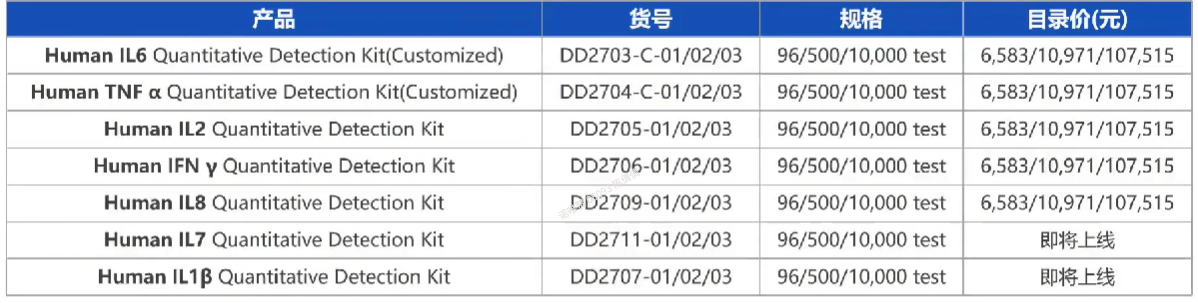 产品 货号 规格 目录价(元)
Human IL6 Quantitative Detection Kit(Customized) DD2703-C-01/02/03 96/500/10,000 test 6,583/10,971/107,515
Human TNF α Quantitative Detection Kit(Customized) DD2704-C-01/02/03 96/500/10,000 test 6,583/10,971/107,515
Human IL2 Quantitative Detection Kit DD2705-01/02/03 96/500/10,000 test 6,583/10,971/107,515
Human IFN γ Quantitative Detection Kit DD2706-01/02/03 96/500/10,000 test 6,583/10,971/107,515
Human IL8 Quantitative Detection Kit DD2709-01/02/03 96/500/10,000 test 6,583/10,971/107,515
Human IL7 Quantitative Detection Kit DD2711-01/02/03 96/500/10,000 test 即将上线
Human IL1β Quantitative Detection Kit DD2707-01/02/03 96/500/10,000 test 即将上线